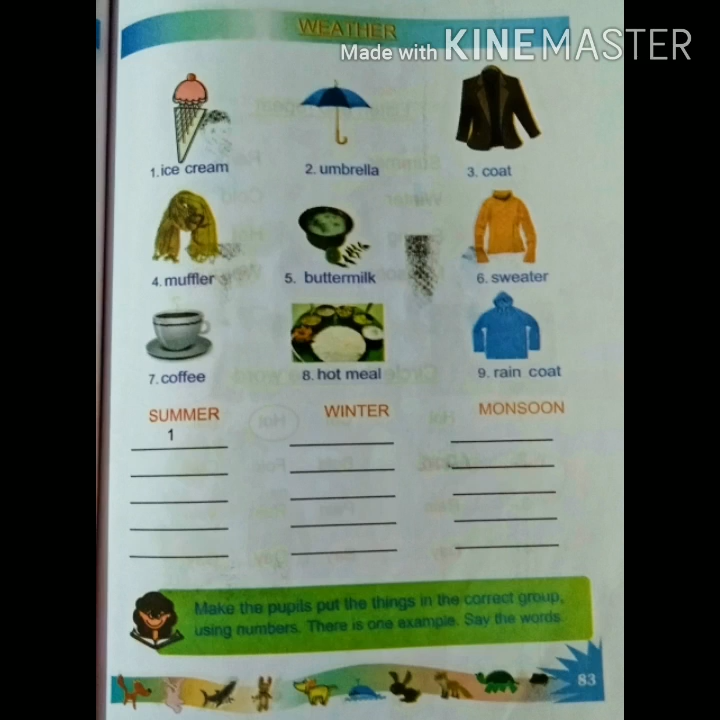 WEATHER
Made with KINEMASTER
1. ice cream
2. umbrella
3. coat
4. muffler
5. buttermilk
6. sweater
7. coffee
8. hot meal
9. rain coat
SUMMER
WINTER
MONSOON
1
Make the pupils put the things in the correct group,
using numbers. There is one example. Say the words.
83